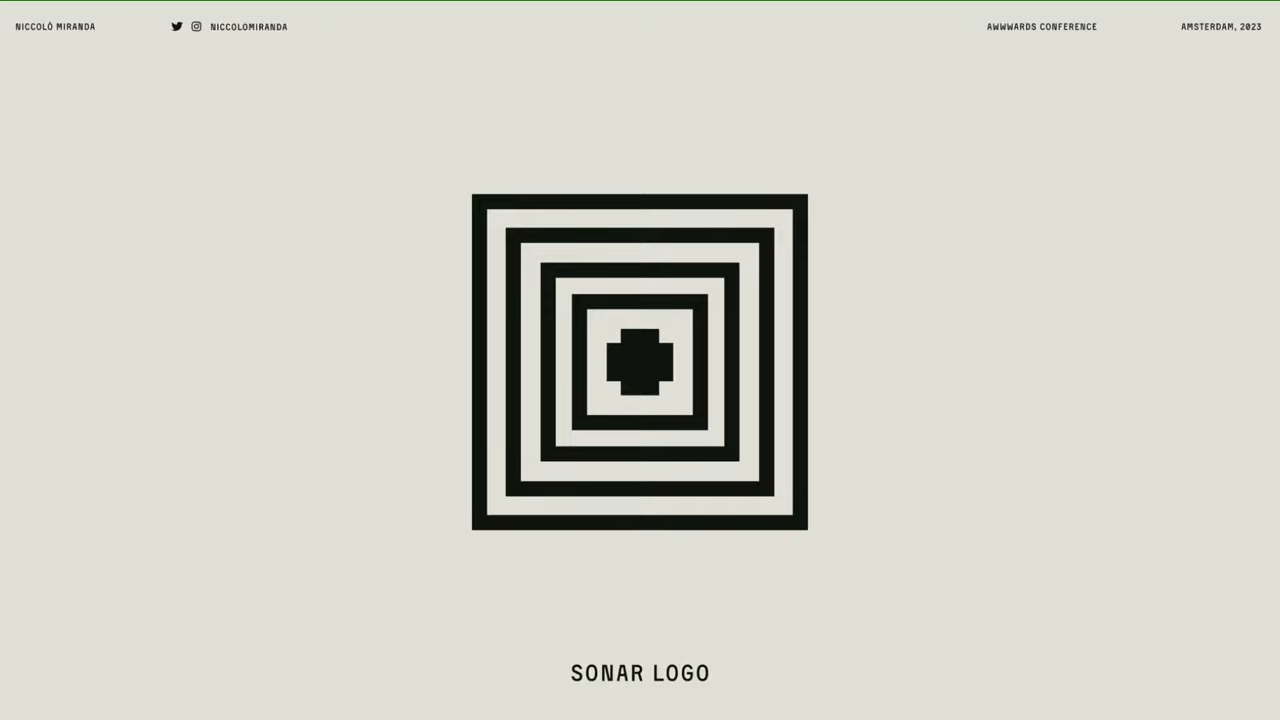 NICCOLÒ MIRANDA
NICCOLOMIRANDA
AWWWARDS CONFERENCE
AMSTERDAM, 2023
SONAR LOGO